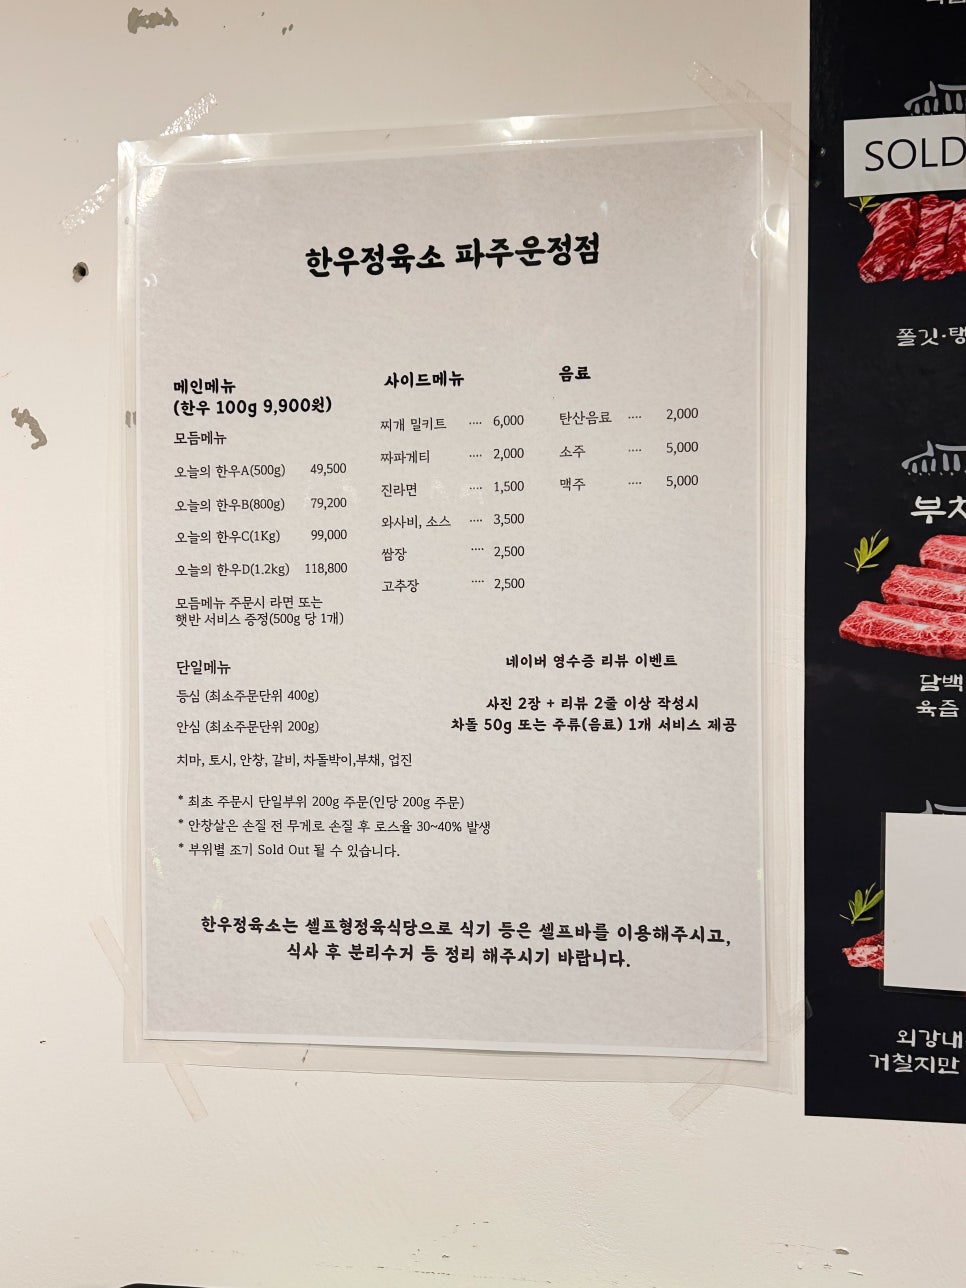 한우정육소 파주운정점
메인메뉴
(한우 100g 9,900원)
모듬메뉴
오늘의 한우A(500g) 49,500
오늘의 한우B(800g) 79,200
오늘의 한우C(1Kg) 99,000
오늘의 한우D(1.2kg) 118,800
모듬메뉴 주문시 라면 또는
햇반 서비스 증정(500g 당 1개)
단일메뉴
등심 (최소주문단위 400g)
안심 (최소주문단위 200g)
치마, 토시, 안창, 갈비, 차돌박이,부채, 업진
사이드메뉴
찌개 밀키트 .... 6,000
짜파게티 .... 2,000
진라면 .... 1,500
와사비, 소스 .... 3,500
쌈장 .... 2,500
고추장 .... 2,500
음료
탄산음료 .... 2,000
소주 .... 5,000
맥주 .... 5,000
네이버 영수증 리뷰 이벤트
사진 2장 + 리뷰 2줄 이상 작성시
차돌 50g 또는 주류(음료) 1개 서비스 제공
* 최초 주문시 단일부위 200g 주문(인당 200g 주문)
* 안창살은 손질 전 무게로 손질 후 로스율 30~40% 발생
* 부위별 조기 Sold Out 될 수 있습니다.
한우정육소는 셀프형정육식당으로 식기 등은 셀프바를 이용해주시고,
식사 후 분리수거 등 정리 해주시기 바랍니다.
SOLD
쫄깃·탱
부채
담백
육즙
외강내
거칠지만